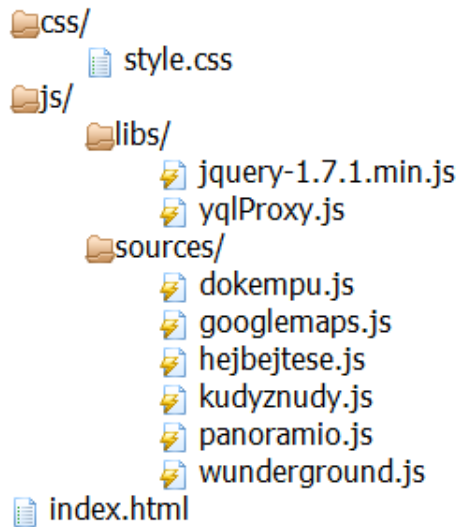 css/
style.css
js/
libs/
jquery-1.7.1.min.js
yqlProxy.js
sources/
dokempu.js
googlemaps.js
hejbejtese.js
kudyznudy.js
panoramio.js
wunderground.js
index.html